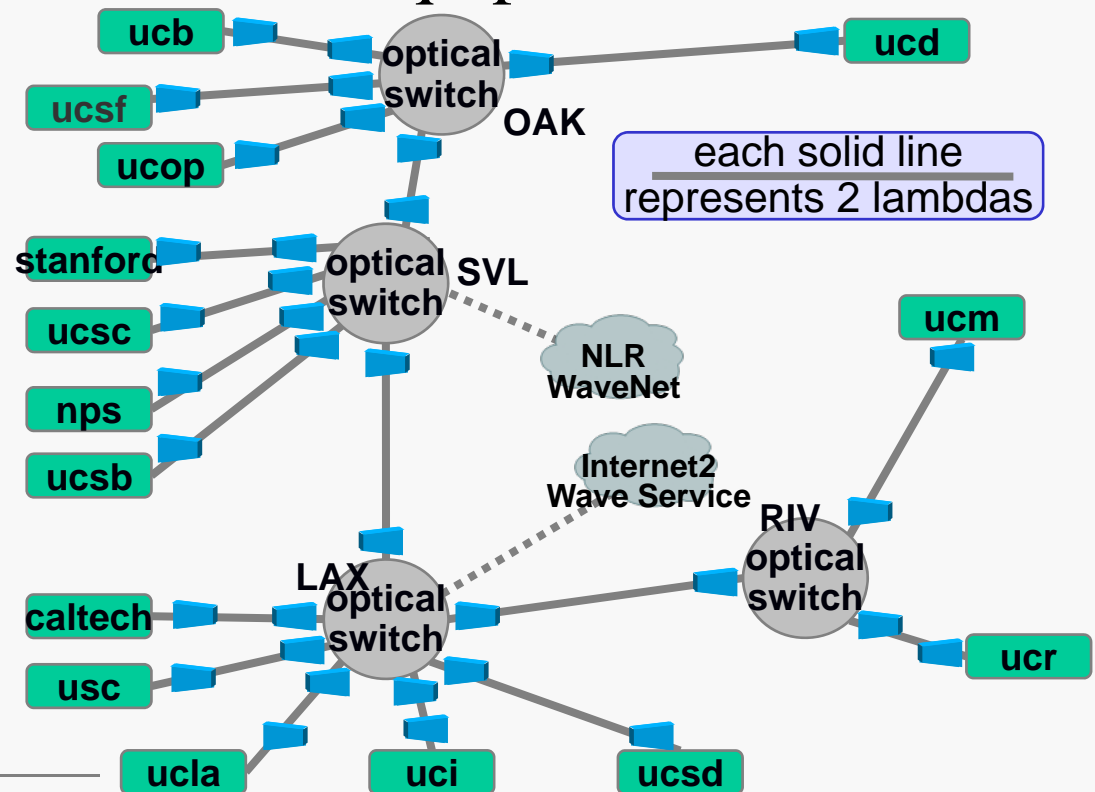 ucb
optical
switch
ucd
ucsf
OAK
ucop
each solid line
represents 2 lambdas
stanford
optical
switch
SVL
ucsc
ucm
NLR
WaveNet
nps
ucsb
Internet2
Wave Service
RIV
optical
switch
LAX
optical
switch
caltech
usc
ucr
ucla
uci
ucsd